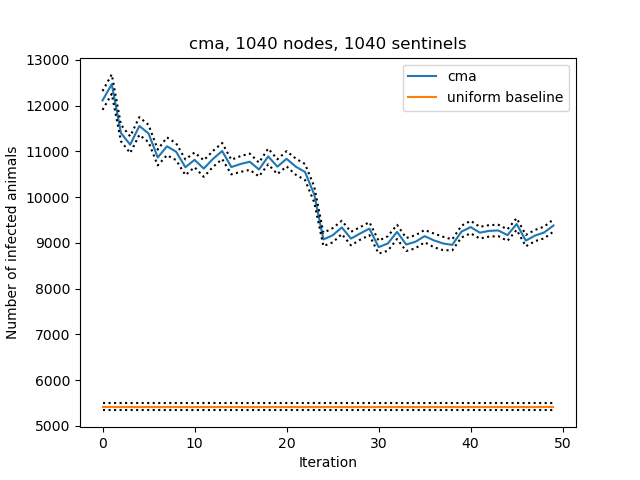 cma, 1040 nodes, 1040 sentinels
13000
12000
11000
10000
9000
8000
7000
6000
5000
Number of infected animals
cma
uniform baseline
0 10 20 30 40 50
Iteration